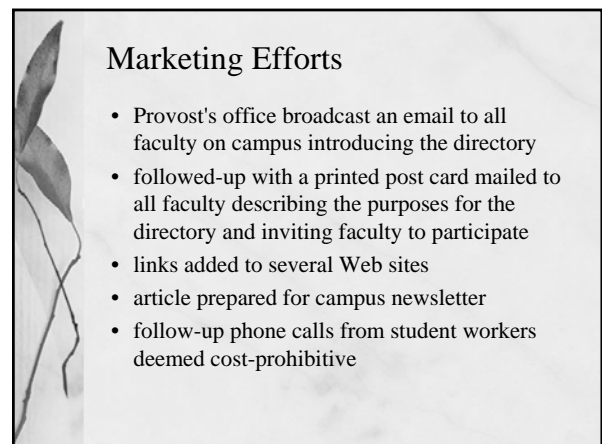 Marketing Efforts
• Provost's office broadcast an email to all
faculty on campus introducing the directory
• followed-up with a printed post card mailed to
all faculty describing the purposes for the
directory and inviting faculty to participate
• links added to several Web sites
• article prepared for campus newsletter
• follow-up phone calls from student workers
deemed cost-prohibitive